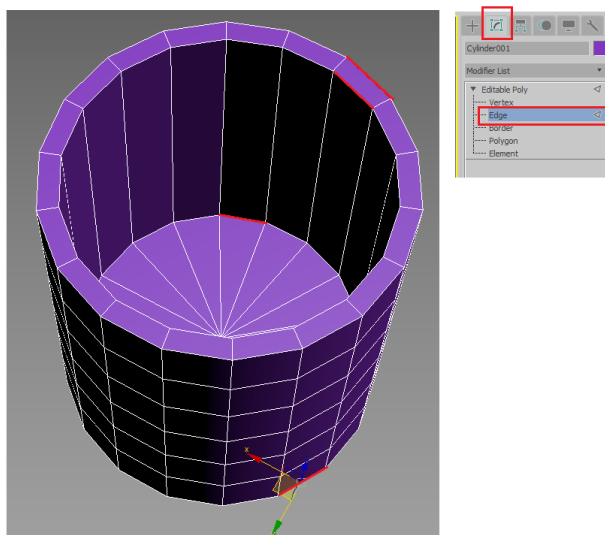 Cylinder001
Modifier List
Editable Poly
Vertex
Edge
Border
Polygon
Element
x